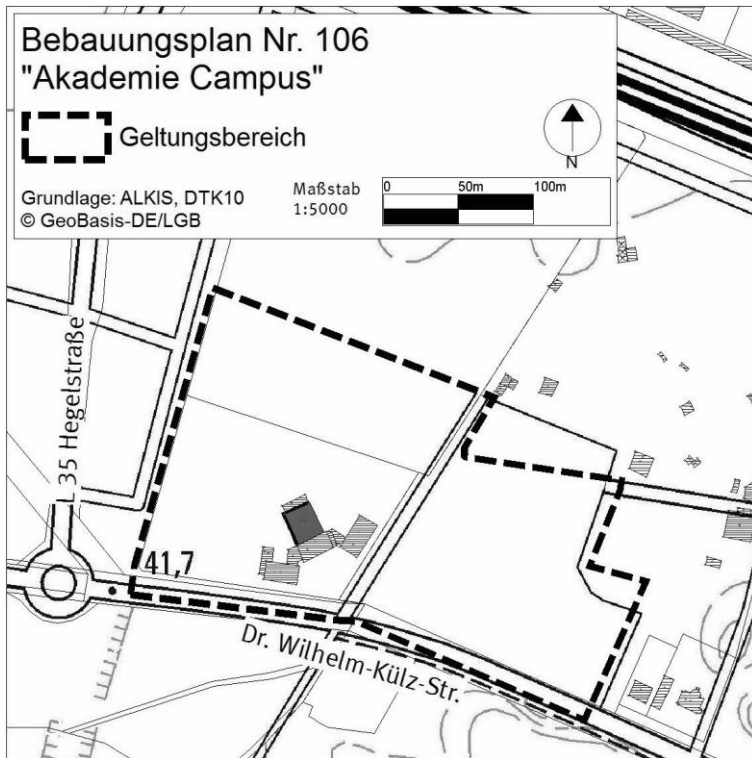 Bebauungsplan Nr. 106
"Akademie Campus"
Geltungsbereich
N
Grundlage: ALKIS, DTK10
© GeoBasis-DE/LGB
Maßstab
1:5000
0 50m 100m
L 35 Hegelstraße
41,7
Dr. Wilhelm-Külz-Str.